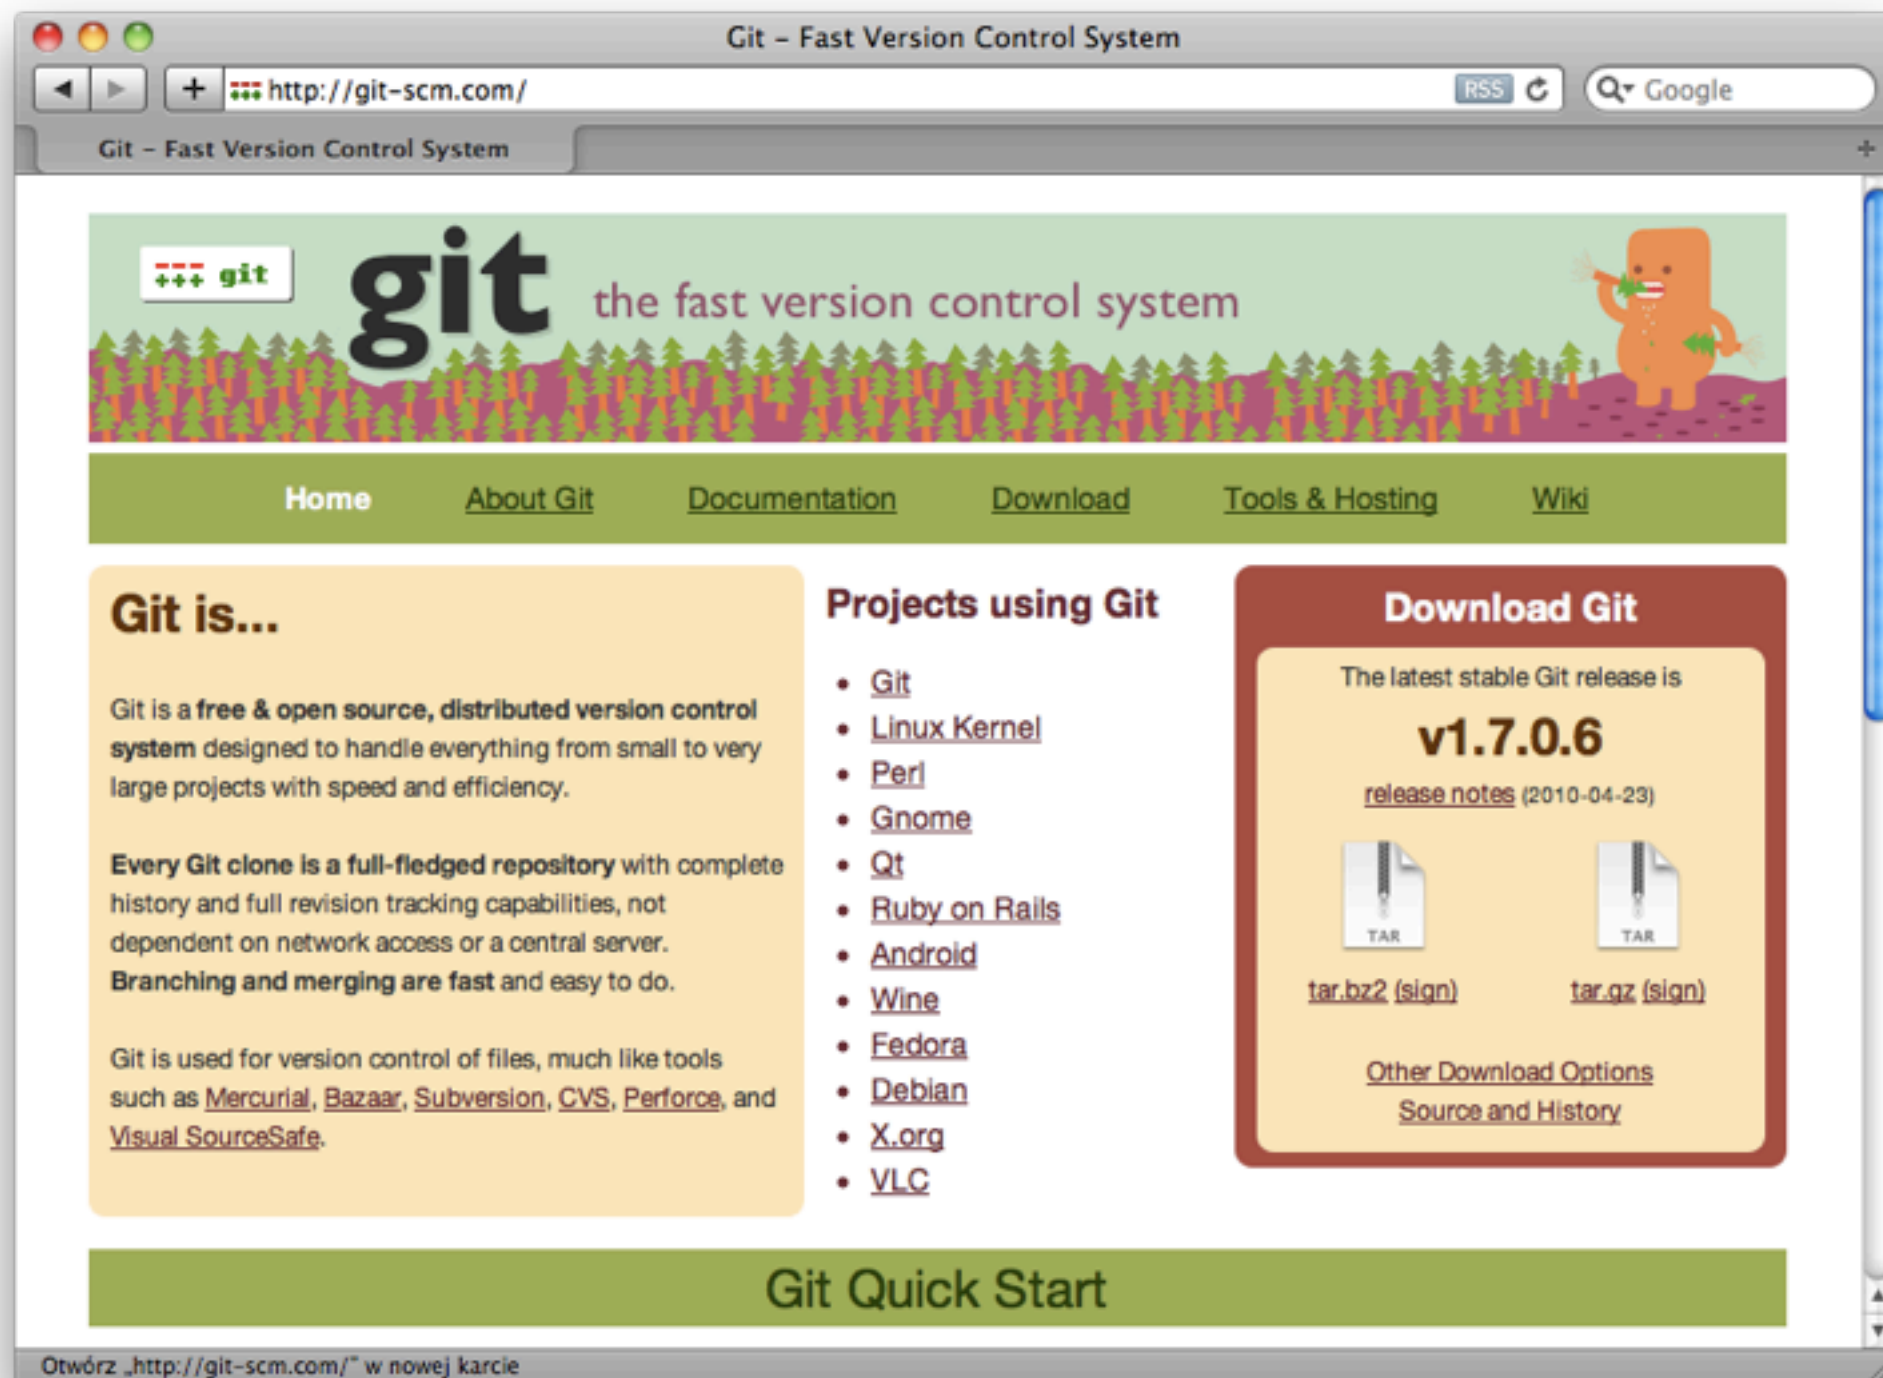 Git – Fast Version Control System
http://git-scm.com/
RSS
Google
Git – Fast Version Control System
git
git
the fast version control system
Home
About Git
Documentation
Download
Tools & Hosting
Wiki
Git is...
Git is a free & open source, distributed version control
system designed to handle everything from small to very
large projects with speed and efficiency.
Every Git clone is a full-fledged repository with complete
history and full revision tracking capabilities, not
dependent on network access or a central server.
Branching and merging are fast and easy to do.
Git is used for version control of files, much like tools
such as Mercurial, Bazaar, Subversion, CVS, Perforce, and
Visual SourceSafe.
Projects using Git
Git
Linux Kernel
Perl
Gnome
Qt
Ruby on Rails
Android
Wine
Fedora
Debian
X.org
VLC
Download Git
The latest stable Git release is
v1.7.0.6
release notes (2010-04-23)
TAR
TAR
tar.bz2 (sign)
tar.gz (sign)
Other Download Options
Source and History
Git Quick Start
Otwórz „http://git-scm.com/” w nowej karcie